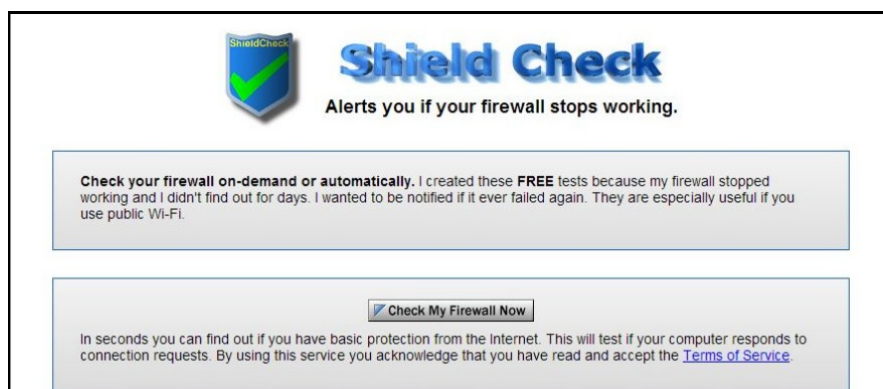 ShieldCheck
Shield Check
Alerts you if your firewall stops working.
Check your firewall on-demand or automatically. I created these FREE tests because my firewall stopped
working and I didn't find out for days. I wanted to be notified if it ever failed again. They are especially useful if you
use public Wi-Fi.
Check My Firewall Now
In seconds you can find out if you have basic protection from the Internet. This will test if your computer responds to
connection requests. By using this service you acknowledge that you have read and accept the Terms of Service.